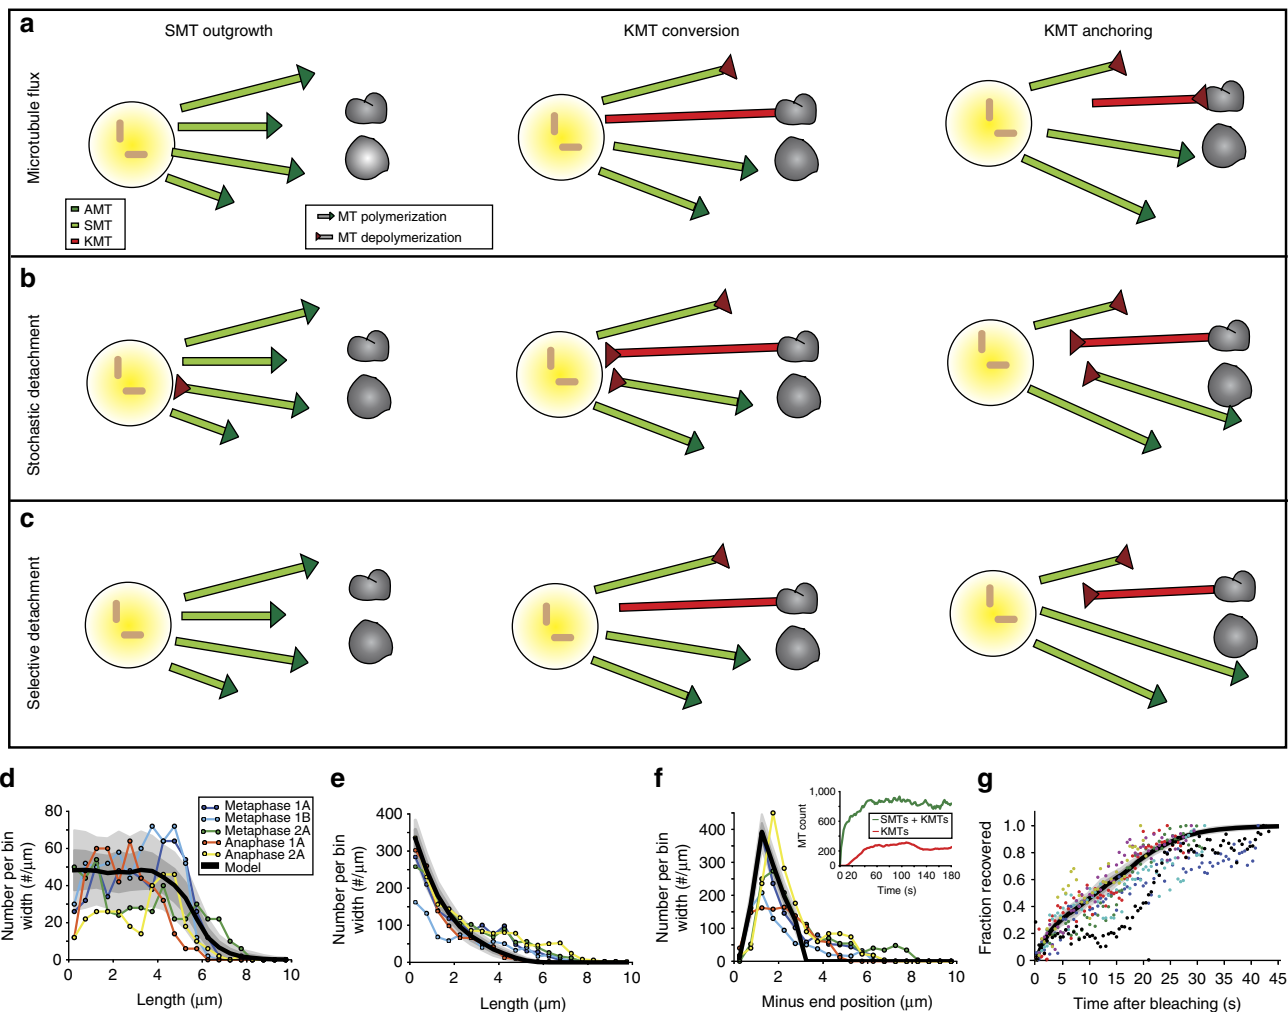 a
SMT outgrowth
KMT conversion
KMT anchoring
Microtubule flux
AMT
SMT
KMT
MT polymerization
MT depolymerization
b
Stochastic detachment
c
Selective detachment
d
Number per bin
width (#/μm)
80
60
40
20
0
0 2 4 6 8 10
Length (μm)
Metaphase 1A
Metaphase 1B
Metaphase 2A
Anaphase 1A
Anaphase 2A
Model
e
Number per bin
width (#/μm)
400
300
200
100
0
0 2 4 6 8 10
Length (μm)
f
Number per bin
width (#/μm)
400
300
200
100
0
0 2 4 6 8 10
Minus end position (μm)
MT count
1,000
600
200
0
0 20 60 100 140 180
Time (s)
SMTs + KMTs
KMTs
g
Fraction recovered
1.0
0.8
0.6
0.4
0.2
0
0 5 10 15 20 25 30 35 40 45
Time after bleaching (s)